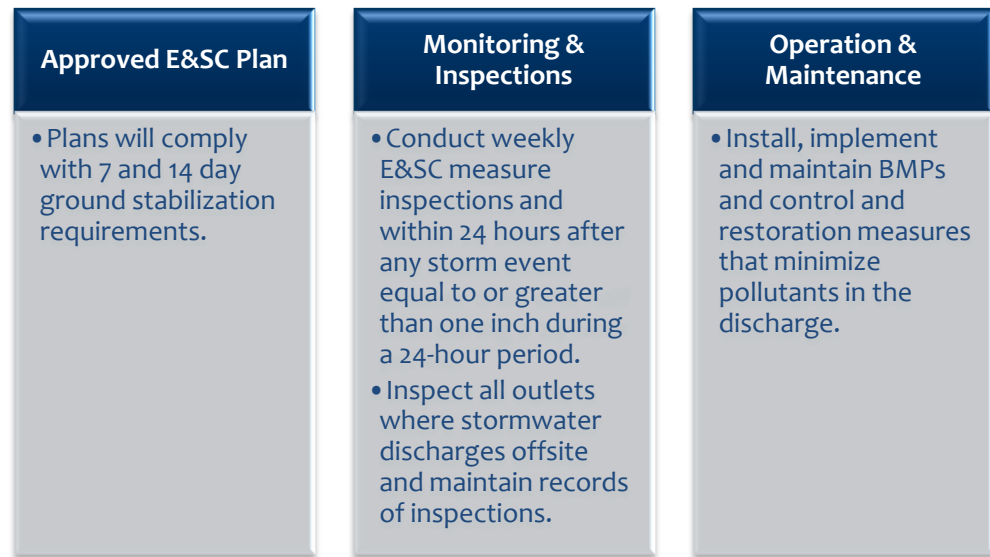 Approved E&SC Plan
• Plans will comply
with 7 and 14 day
ground stabilization
requirements.
Monitoring &
Inspections
• Conduct weekly
E&SC measure
inspections and
within 24 hours after
any storm event
equal to or greater
than one inch during
a 24-hour period.
• Inspect all outlets
where stormwater
discharges offsite
and maintain records
of inspections.
Operation &
Maintenance
• Install, implement
and maintain BMPs
and control and
restoration measures
that minimize
pollutants in the
discharge.